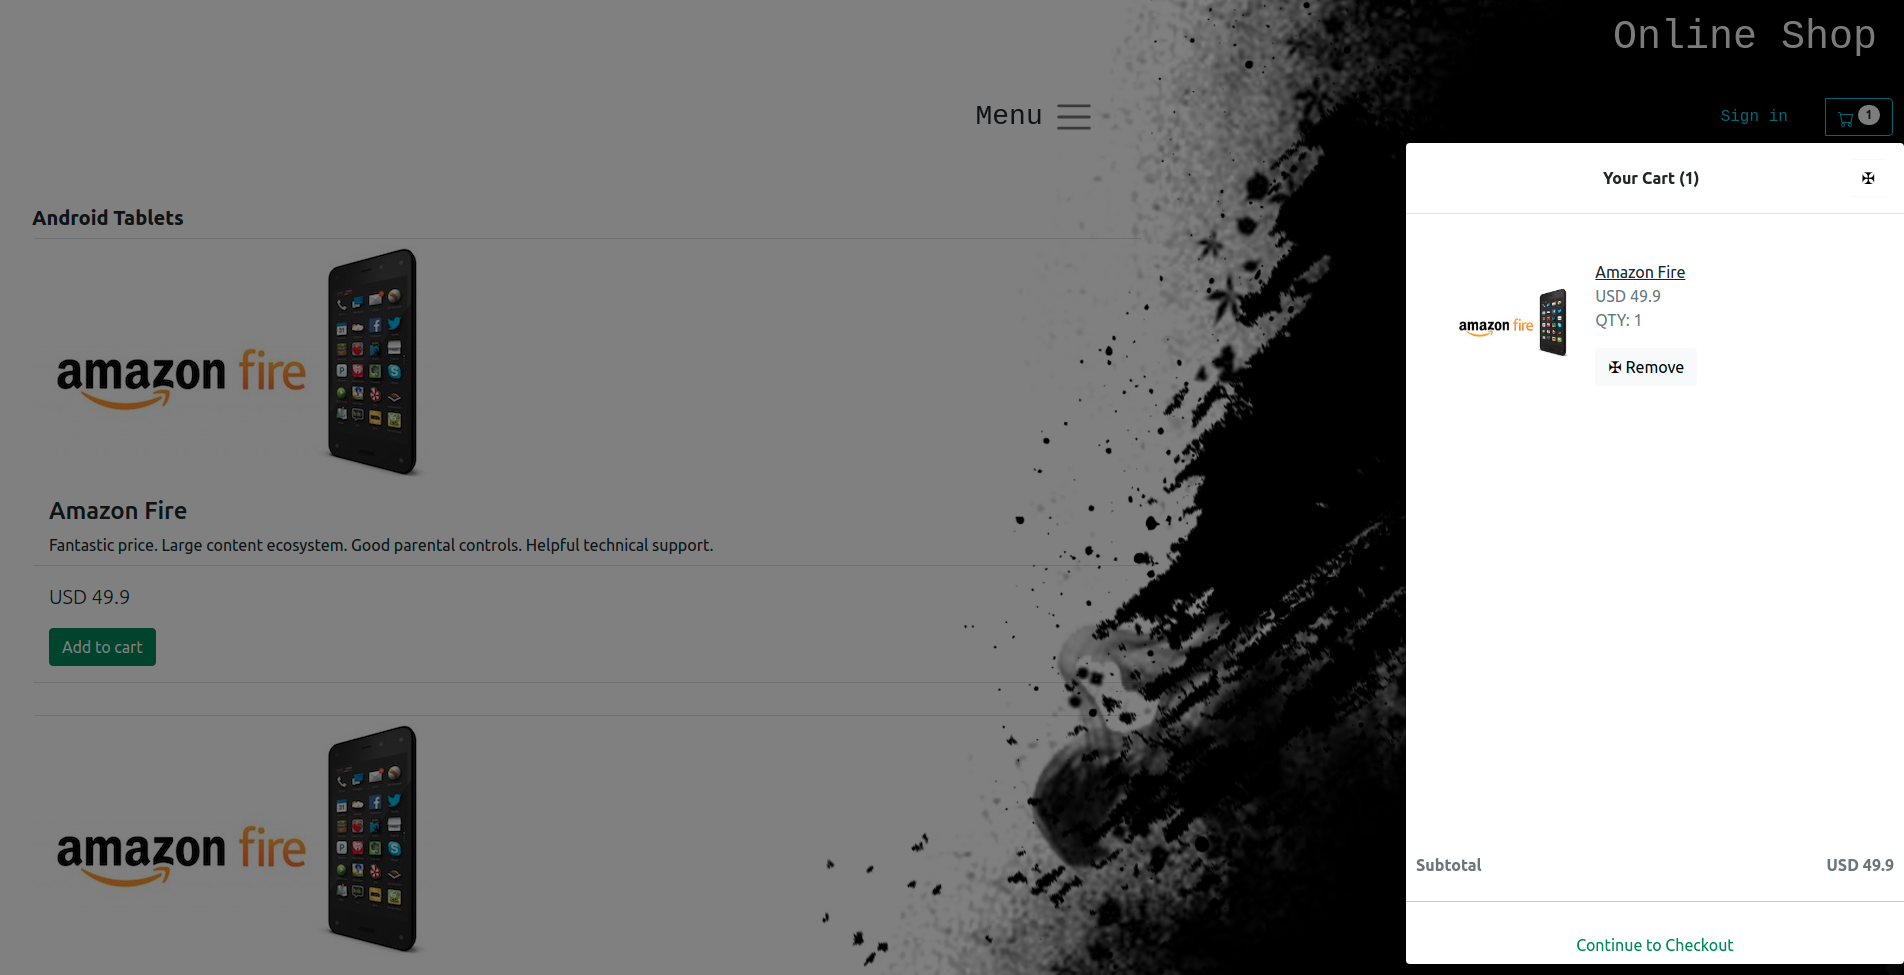 Online Shop
Menu
Sign in
1
Your Cart (1)
Amazon Fire
USD 49.9
QTY: 1
✠ Remove
amazon fire
Subtotal
USD 49.9
Continue to Checkout
Android Tablets
amazon fire
Amazon Fire
Fantastic price. Large content ecosystem. Good parental controls. Helpful technical support.
USD 49.9
Add to cart
amazon fire